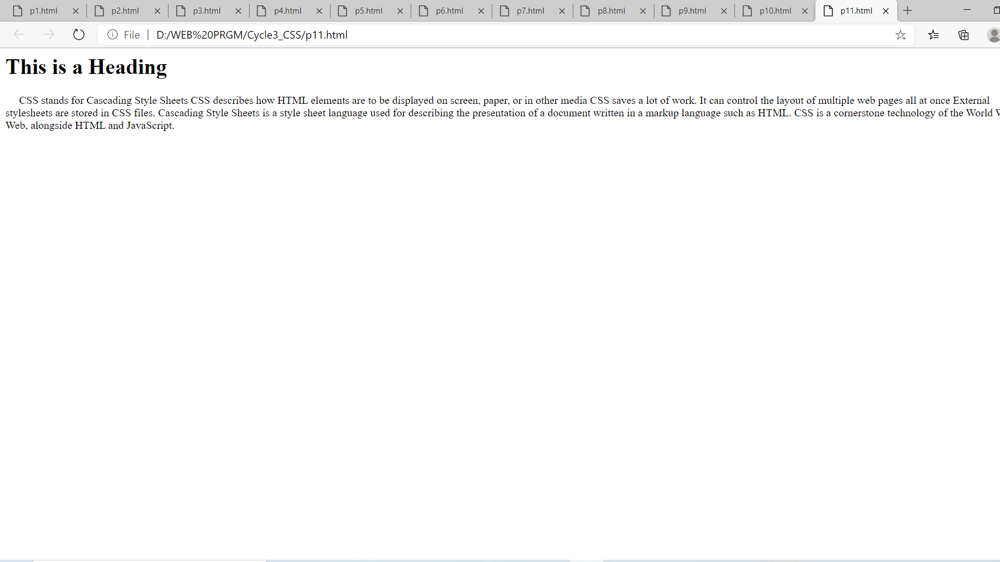 p1.html p2.html p3.html p4.html p5.html p6.html p7.html p8.html p9.html p10.html p11.html
File D:/WEB%20PRGM/Cycle3_CSS/p11.html
This is a Heading
CSS stands for Cascading Style Sheets CSS describes how HTML elements are to be displayed on screen, paper, or in other media CSS saves a lot of work. It can control the layout of multiple web pages all at once External
stylesheets are stored in CSS files. Cascading Style Sheets is a style sheet language used for describing the presentation of a document written in a markup language such as HTML. CSS is a cornerstone technology of the World
Web, alongside HTML and JavaScript.